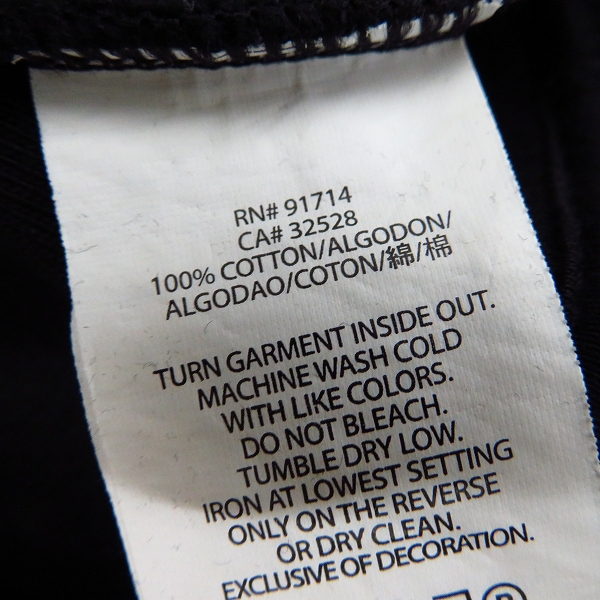 RN# 91714
CA# 32528
100% COTTON/ALGODON/
ALGODAO/COTON/綿/棉
TURN GARMENT INSIDE OUT.
MACHINE WASH COLD
WITH LIKE COLORS.
DO NOT BLEACH.
TUMBLE DRY LOW.
IRON AT LOWEST SETTING
ONLY ON THE REVERSE
OR DRY CLEAN.
EXCLUSIVE OF DECORATION.